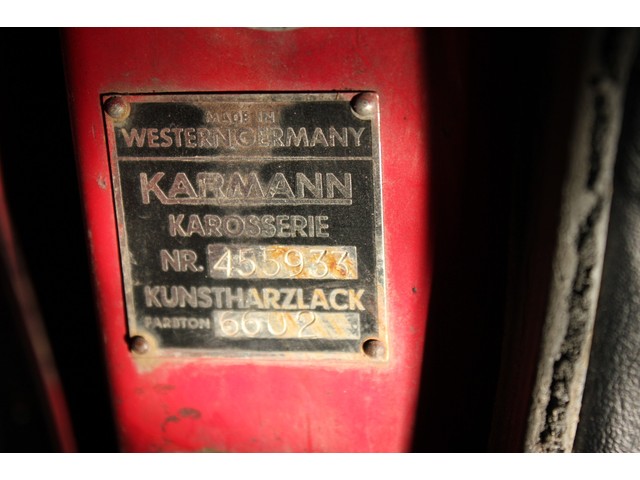 MADE IN
WESTERN GERMANY
KARMANN
KAROSSERIE
NR. 455933
KUNSTHARZLACK
FARBTON 6602